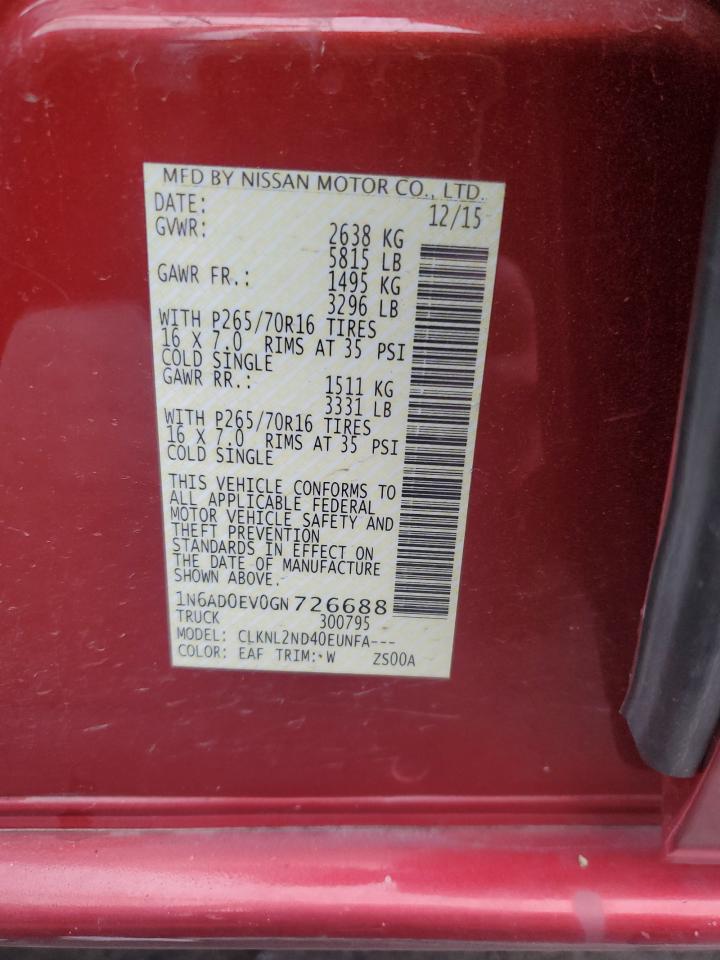 MFD BY NISSAN MOTOR CO., LTD.
DATE: 12/15
GVWR: 2638 KG
5815 LB
GAWR FR.: 1495 KG
3296 LB
WITH P265/70R16 TIRES
16 X 7.0 RIMS AT 35 PSI
COLD SINGLE
GAWR RR.: 1511 KG
3331 LB
WITH P265/70R16 TIRES
16 X 7.0 RIMS AT 35 PSI
COLD SINGLE
THIS VEHICLE CONFORMS TO
ALL APPLICABLE FEDERAL
MOTOR VEHICLE SAFETY AND
THEFT PREVENTION
STANDARDS IN EFFECT ON
THE DATE OF MANUFACTURE
SHOWN ABOVE.
1N6AD0EV0GN726688
TRUCK 300795
MODEL: CLKNL2ND40EUNFA---
COLOR: EAF TRIM: W ZS00A